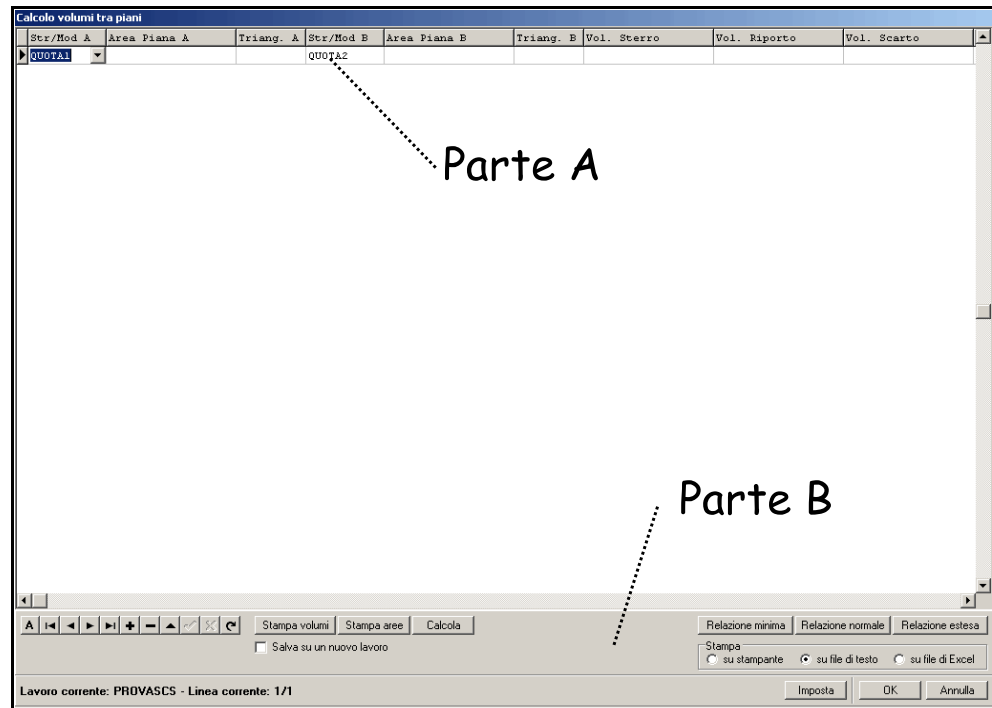 Calcolo volumi tra piani
Str/Mod A Area Piana A Triang. A Str/Mod B Area Piana B Triang. B Vol. Sterro Vol. Riporto Vol. Scarto
QUOTA1 QUOTA2
Parte A
Parte B
A Stampa volumi Stampa aree Calcola Relazione minima Relazione normale Relazione estesa
Salva su un nuovo lavoro
Stampa
su stampante su file di testo su file di Excel
Lavoro corrente: PROVASCS - Linea corrente: 1/1 Imposta OK Annulla